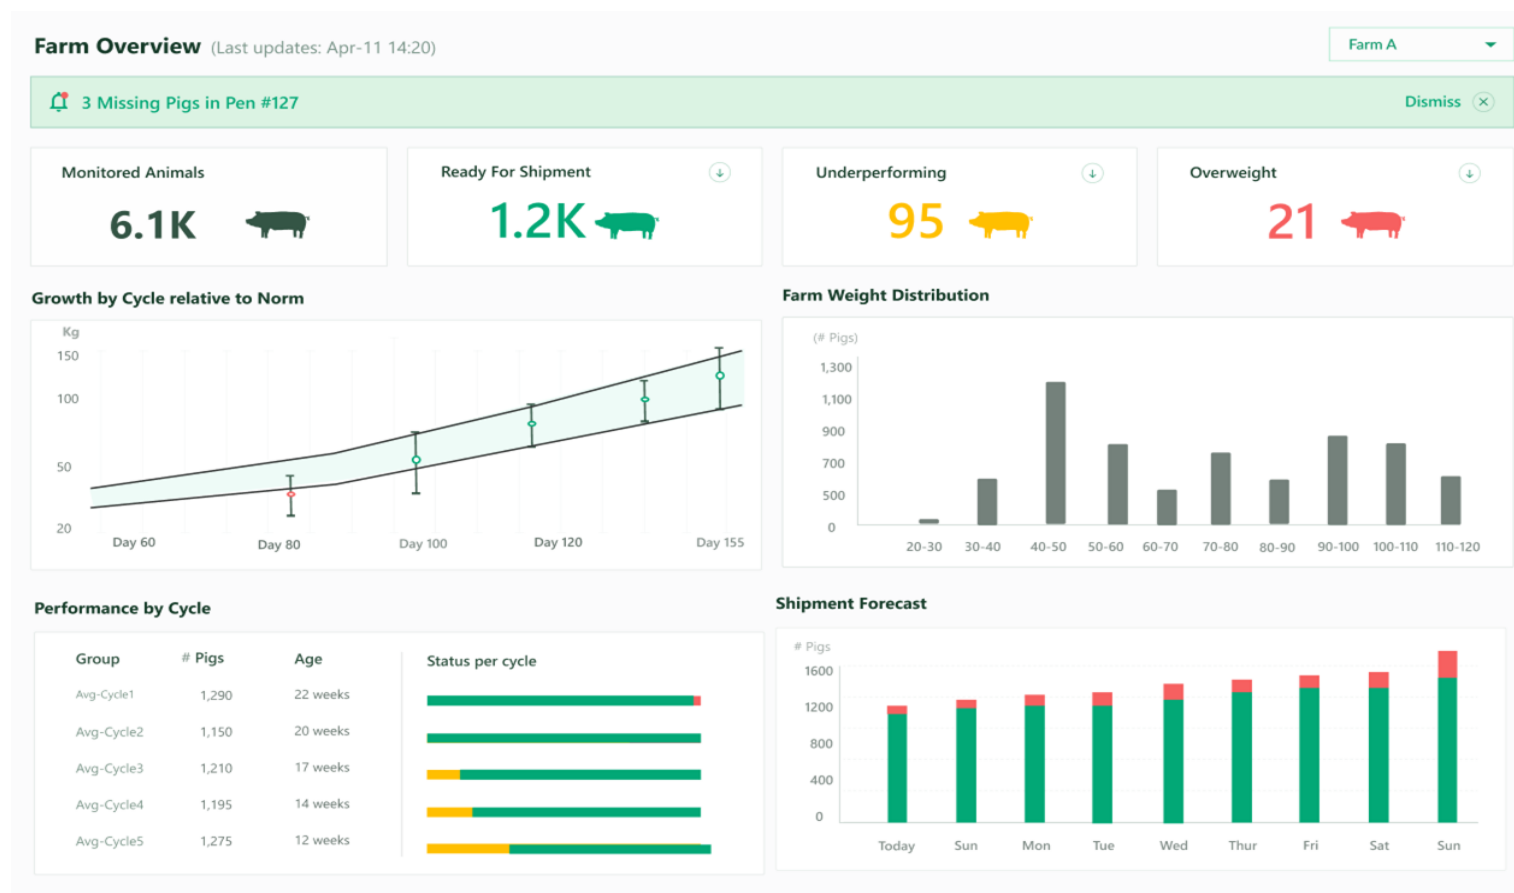 Farm Overview (Last updates: Apr-11 14:20)
Farm A
3 Missing Pigs in Pen #127
Dismiss
Monitored Animals
6.1K
Ready For Shipment
1.2K
Underperforming
95
Overweight
21
Growth by Cycle relative to Norm
Kg
150
100
50
20
Day 60 Day 80 Day 100 Day 120 Day 155
Farm Weight Distribution
(# Pigs)
1,300
1,100
900
700
500
0
20-30 30-40 40-50 50-60 60-70 70-80 80-90 90-100 100-110 110-120
Performance by Cycle
Group # Pigs Age Status per cycle
Avg-Cycle1 1,290 22 weeks
Avg-Cycle2 1,150 20 weeks
Avg-Cycle3 1,210 17 weeks
Avg-Cycle4 1,195 14 weeks
Avg-Cycle5 1,275 12 weeks
Shipment Forecast
# Pigs
1600
1200
800
400
0
Today Sun Mon Tue Wed Thur Fri Sat Sun